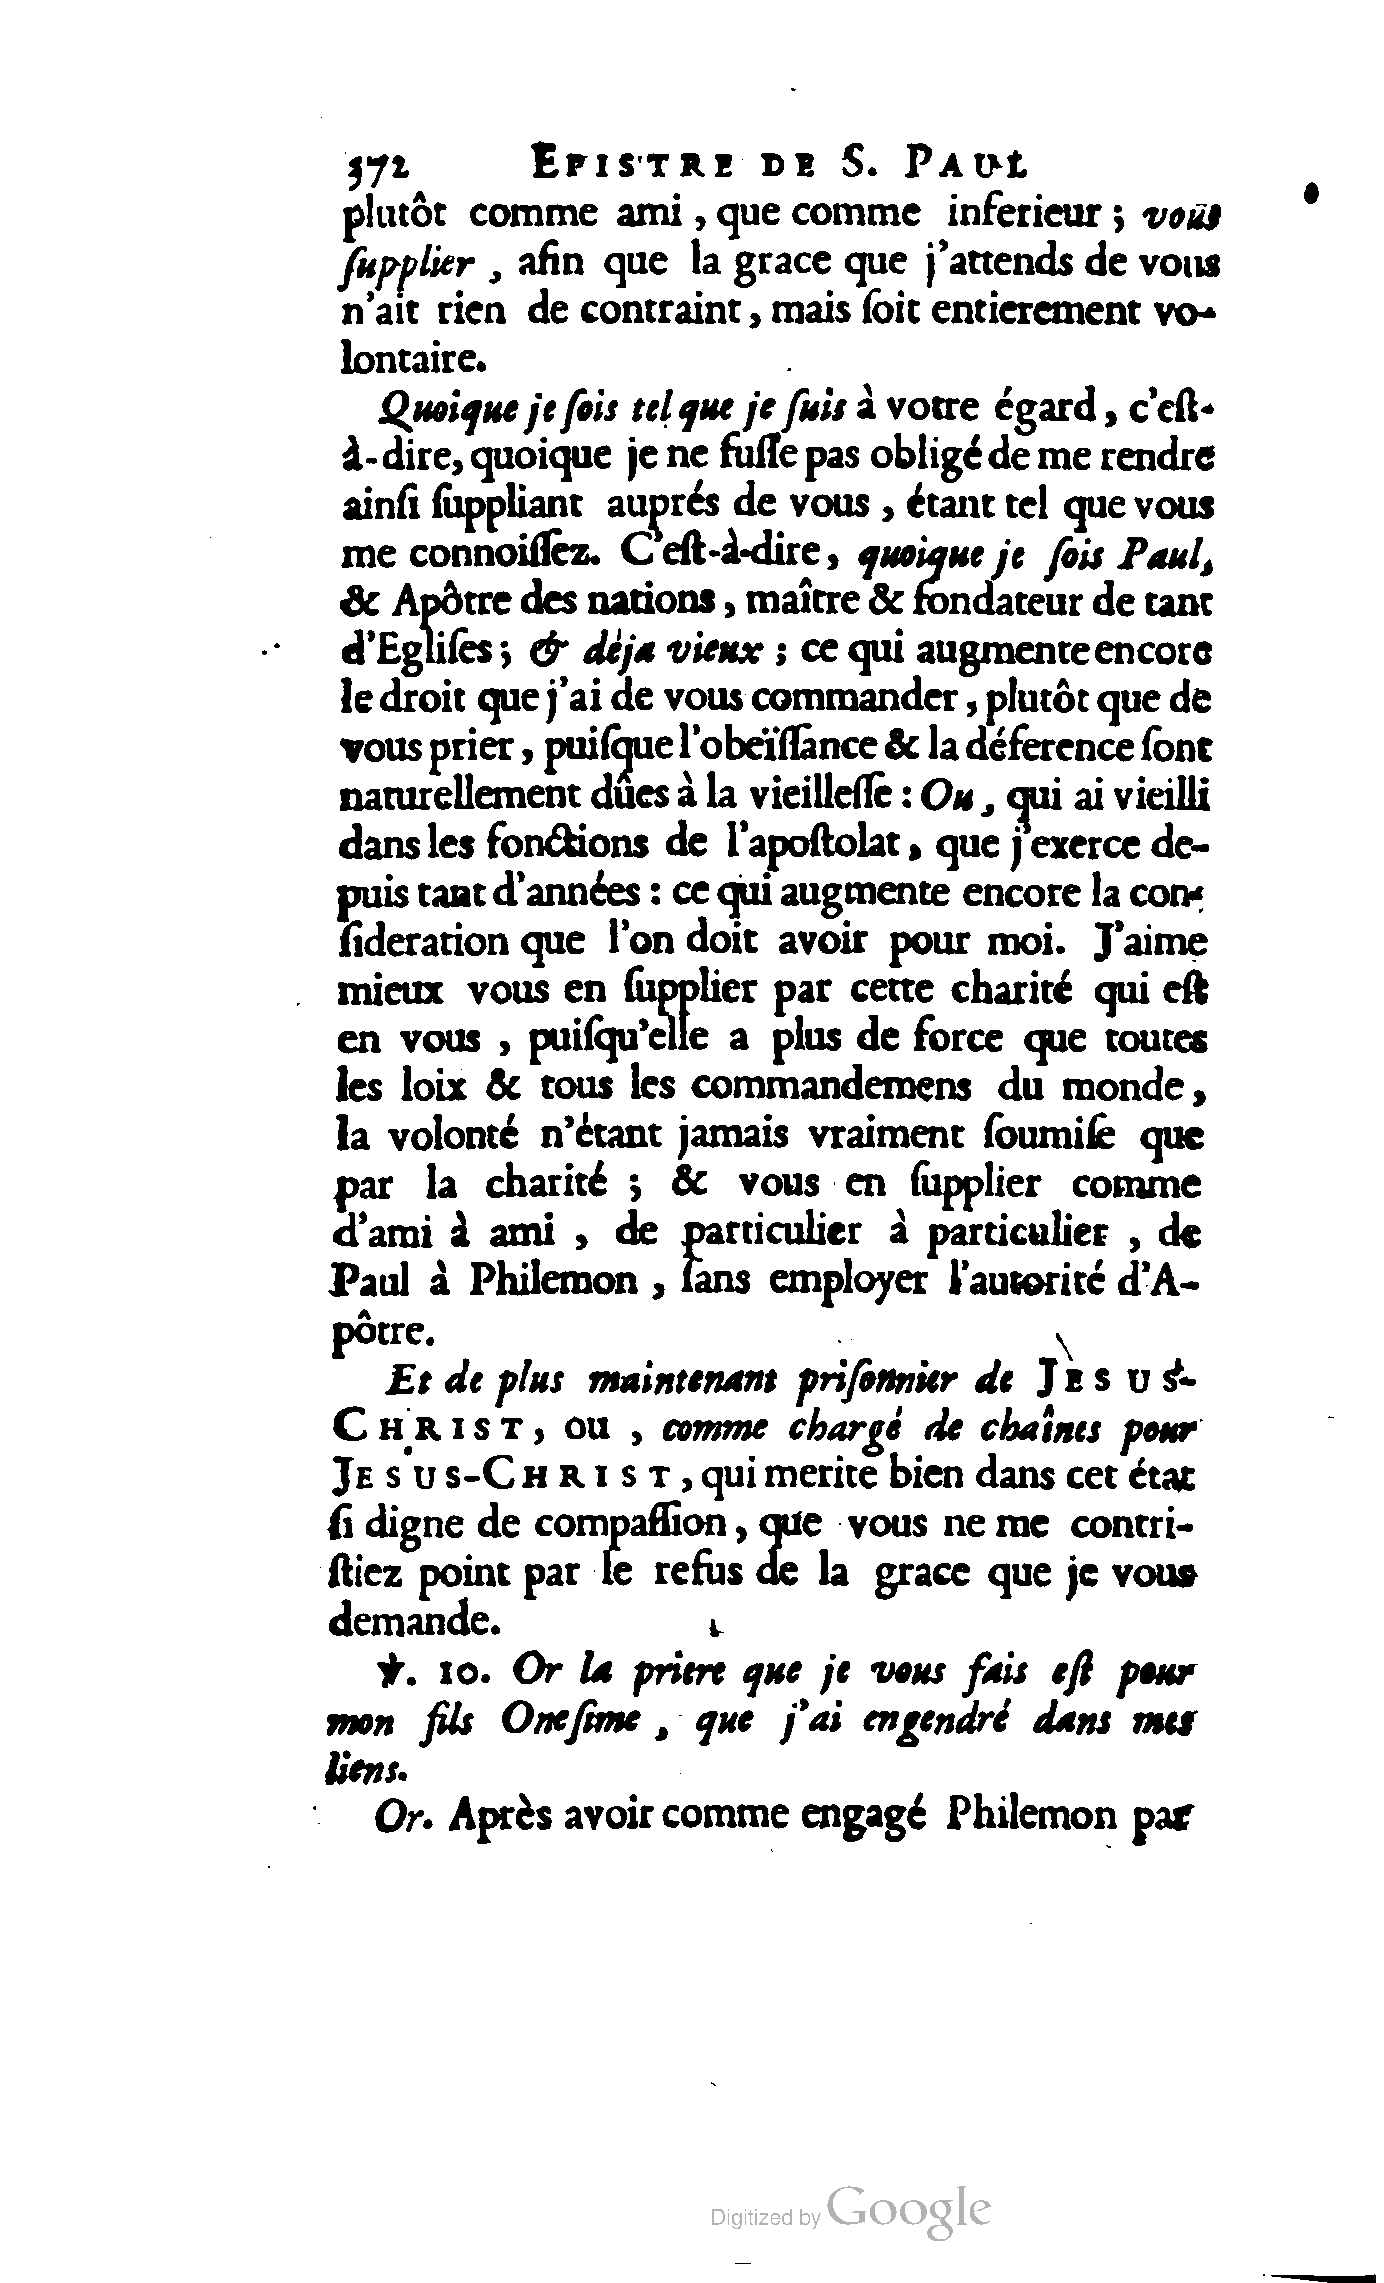 372 EPISTRE DE S. PAUL
plutôt comme ami, que comme inferieur; vous
ſupplier, afin que la grace que j'attends de vous
n'ait rien de contraint, mais ſoit entierement vo-
lontaire.
Quoique je ſois tel que je ſuis à votre égard, c'eſt-
à-dire, quoique je ne fuſſe pas obligé de me rendre
ainſi ſuppliant auprés de vous, étant tel que vous
me connoiſſez. C'eſt-à-dire, quoique je ſois Paul,
& Apôtre des nations, maître & fondateur de tant
d'Egliſes; & déja vieux; ce qui augmente encore
le droit que j'ai de vous commander, plutôt que de
vous prier, puiſque l'obeïſſance & la déference ſont
naturellement dûes à la vieilleſſe: Ou, qui ai vieilli
dans les fonctions de l'apoſtolat, que j'exerce de-
puis tant d'années: ce qui augmente encore la con-
ſideration que l'on doit avoir pour moi. J'aime
mieux vous en ſupplier par cette charité qui eſt
en vous, puiſqu'elle a plus de force que toutes
les loix & tous les commandemens du monde,
la volonté n'étant jamais vraiment ſoumiſe que
par la charité; & vous en ſupplier comme
d'ami à ami, de particulier à particulier, de
Paul à Philemon, ſans employer l'autorité d'A-
pôtre.
Et de plus maintenant priſonnier de JESUS-
CHRIST, ou, comme chargé de chaînes pour
JESUS-CHRIST, qui merite bien dans cet état
ſi digne de compaſſion, que vous ne me contri-
ſtiez point par le refus de la grace que je vous
demande.
℣. 10. Or la priere que je vous fais eſt pour
mon fils Oneſime, que j'ai engendré dans mes
liens.
Or. Après avoir comme engagé Philemon par
Digitized by Google